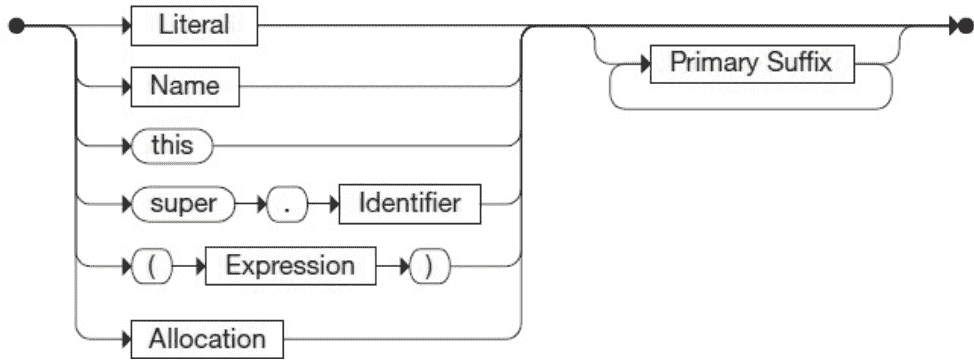 Literal
Primary Suffix
Name
this
super . Identifier
( Expression )
Allocation